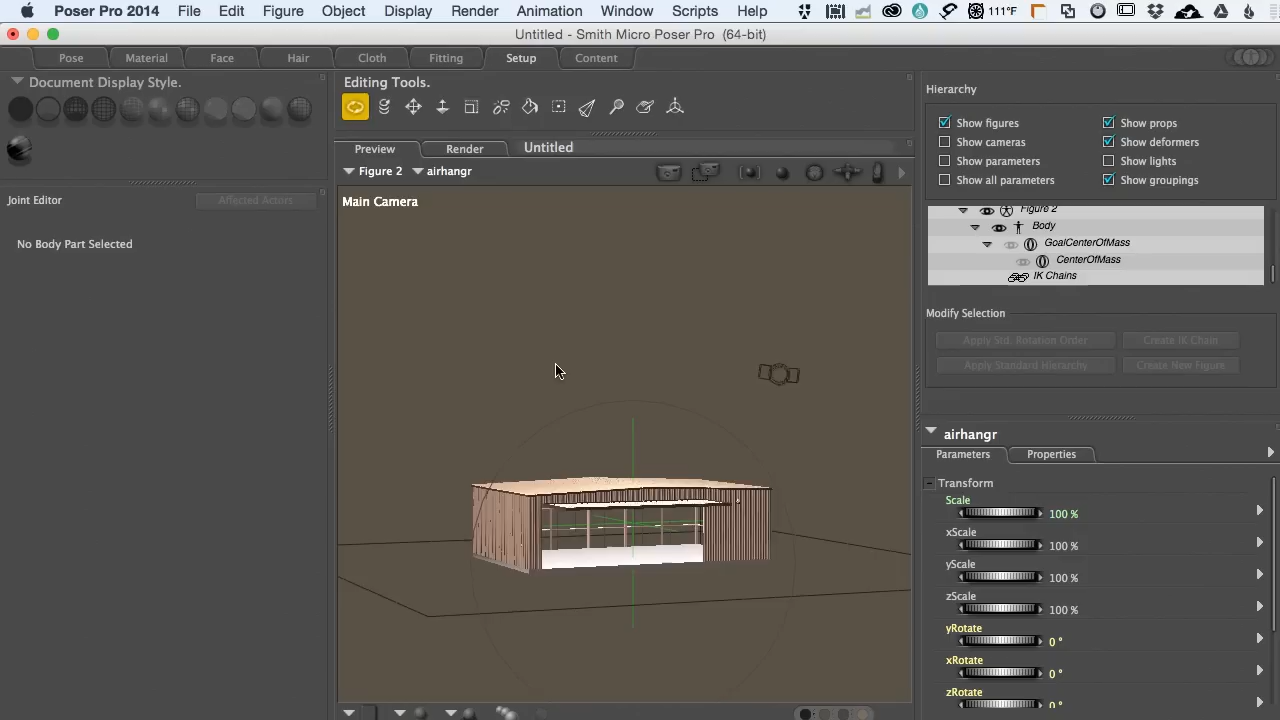 Poser Pro 2014 File Edit Figure Object Display Render Animation Window Scripts Help 111°F
Untitled - Smith Micro Poser Pro (64-bit)
Pose Material Face Hair Cloth Fitting Setup Content
Document Display Style.
Editing Tools.
Hierarchy
Show figures Show props
Show cameras Show deformers
Show parameters Show lights
Show all parameters Show groupings
Preview Render Untitled
Figure 2 airhangr
Main Camera
Joint Editor Affected Actors
No Body Part Selected
Figure 2
Body
GoalCenterOfMass
CenterOfMass
IK Chains
Modify Selection
Apply Std. Rotation Order Create IK Chain
Apply Standard Hierarchy Create New Figure
airhangr
Parameters Properties
Transform
Scale
100 %
xScale
100 %
yScale
100 %
zScale
100 %
yRotate
0 °
xRotate
0 °
zRotate
0 °